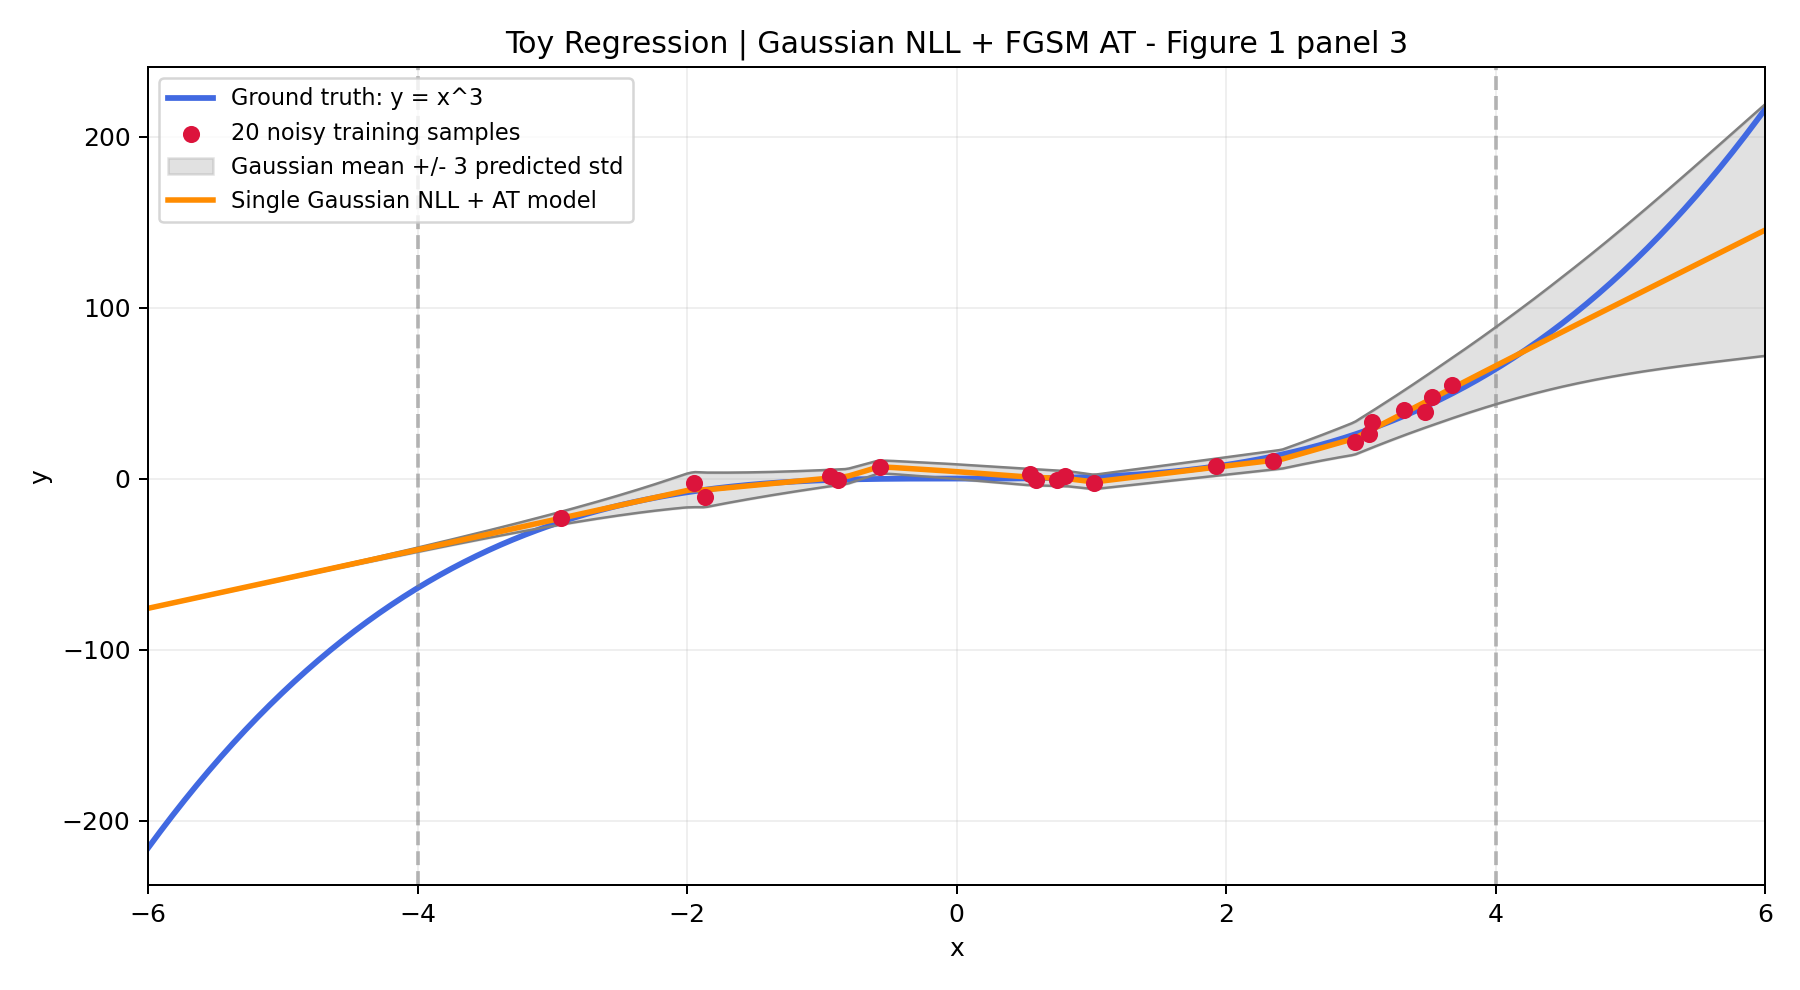 Toy Regression | Gaussian NLL + FGSM AT - Figure 1 panel 3
Ground truth: y = x^3
20 noisy training samples
Gaussian mean +/- 3 predicted std
Single Gaussian NLL + AT model
200
100
0
−100
−200
y
−6 −4 −2 0 2 4 6
x